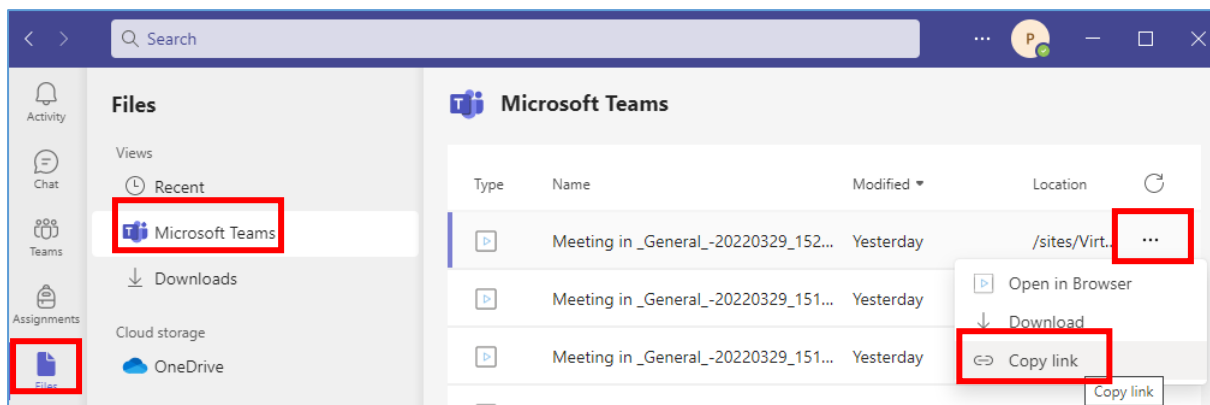 Search
...
P
Activity
Chat
Teams
Assignments
Files
Files
Views
Recent
Microsoft Teams
Downloads
Cloud storage
OneDrive
Microsoft Teams
Type Name Modified Location
Meeting in _General_-20220329_152... Yesterday /sites/Virt... ...
Meeting in _General_-20220329_151... Yesterday
Meeting in _General_-20220329_151... Yesterday
Open in Browser
Download
Copy link
Copy link